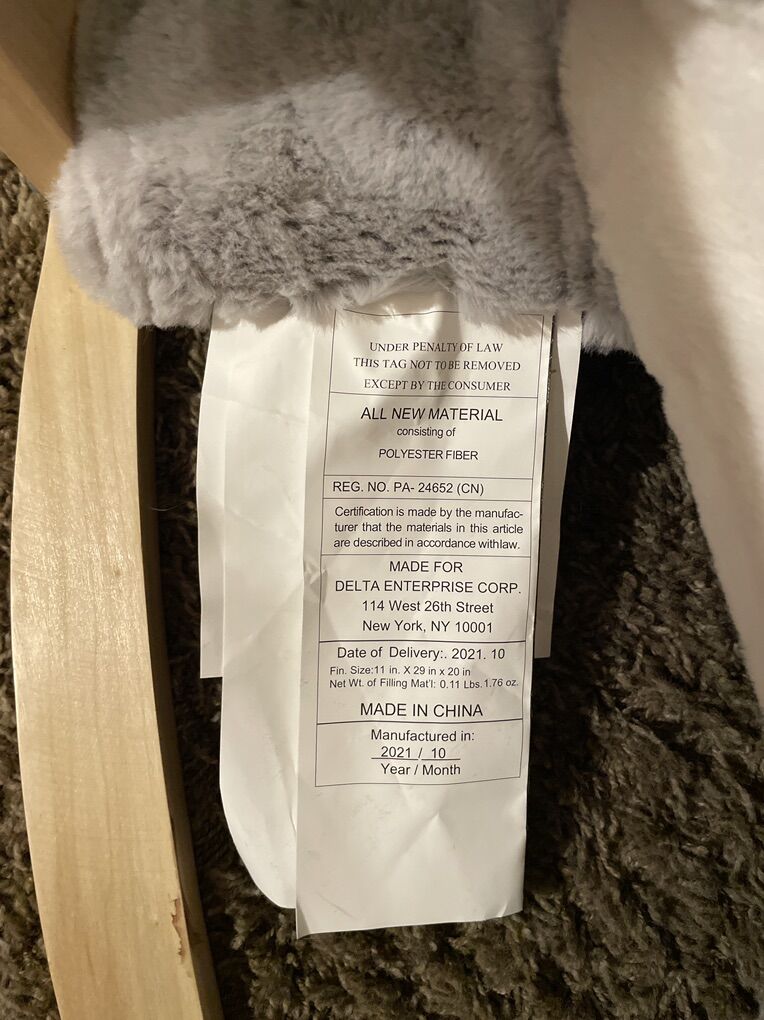 UNDER PENALTY OF LAW
THIS TAG NOT TO BE REMOVED
EXCEPT BY THE CONSUMER
ALL NEW MATERIAL
consisting of
POLYESTER FIBER
REG. NO. PA- 24652 (CN)
Certification is made by the manufac-
turer that the materials in this article
are described in accordance withlaw.
MADE FOR
DELTA ENTERPRISE CORP.
114 West 26th Street
New York, NY 10001
Date of Delivery:. 2021. 10
Fin. Size:11 in. X 29 in x 20 in
Net Wt. of Filling Mat'l: 0.11 Lbs.1.76 oz.
MADE IN CHINA
Manufactured in:
2021 / 10
Year / Month